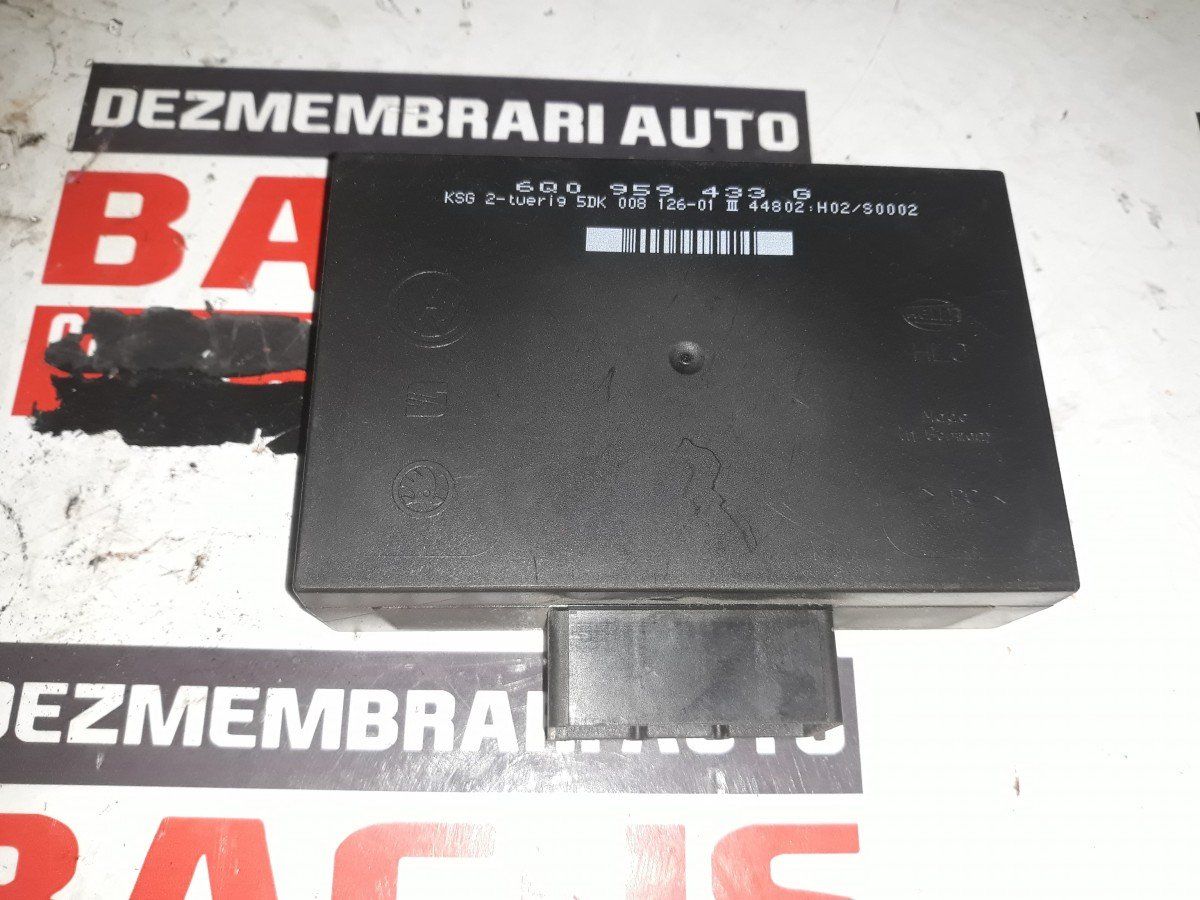 DEZMEMBRARI AUTO
BA
6Q0 959 433 G
KSG 2-tuerig 5DK 008 126-01 III 44802:H02/S0002
HELLA
Made
in Germany
DEZMEMBRARI AUTO